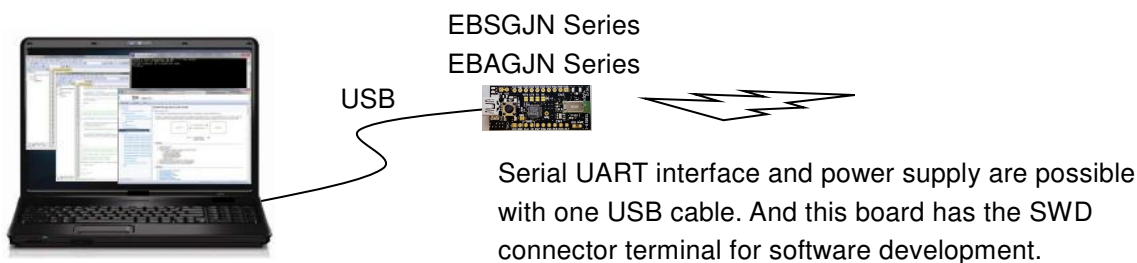 EBSGJN Series
EBAGJN Series
USB
Serial UART interface and power supply are possible
with one USB cable. And this board has the SWD
connector terminal for software development.